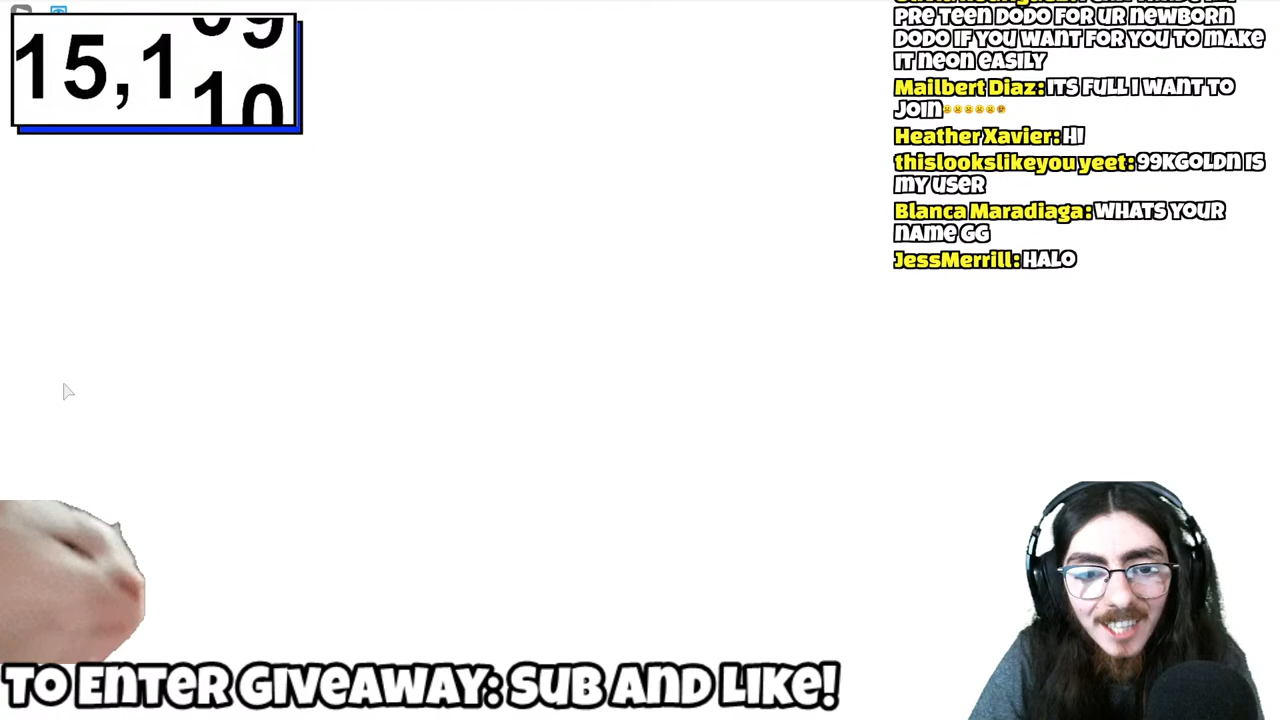 15,1
09
10
PRE TEEN DODO FOR UR NEWBORN
DODO IF YOU WANT FOR YOU TO MAKE
IT NEON EASILY
Mailbert Diaz: ITS FULL I WANT TO
JOIN
Heather Xavier: HI
thislookslikeyou yeet: 99KGOLDN IS
MY USER
Blanca Maradiaga: WHATS YOUR
NAME GG
JessMerrill: HALO
TO ENTER GIVEAWAY: SUB AND LIKE!